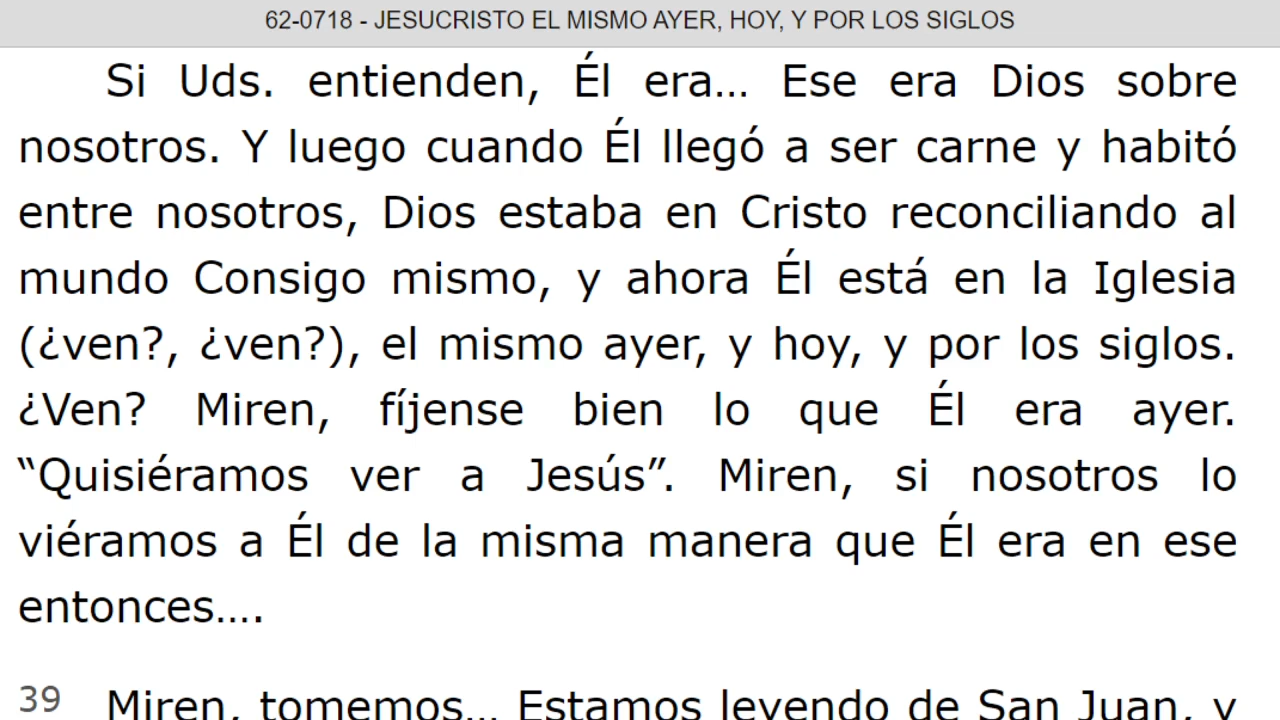 62-0718 - JESUCRISTO EL MISMO AYER, HOY, Y POR LOS SIGLOS
Si Uds. entienden, Él era… Ese era Dios sobre
nosotros. Y luego cuando Él llegó a ser carne y habitó
entre nosotros, Dios estaba en Cristo reconciliando al
mundo Consigo mismo, y ahora Él está en la Iglesia
(¿ven?, ¿ven?), el mismo ayer, y hoy, y por los siglos.
¿Ven? Miren, fíjense bien lo que Él era ayer.
“Quisiéramos ver a Jesús”. Miren, si nosotros lo
viéramos a Él de la misma manera que Él era en ese
entonces….
39 Miren, tomemos… Estamos leyendo de San Juan, y